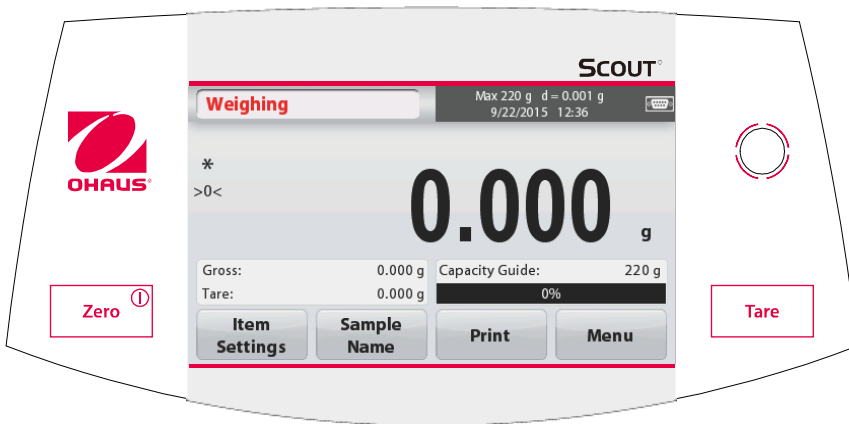 SCOUT
Weighing
Max 220 g d = 0.001 g
9/22/2015 12:36
OHAUS
*
>0<
0.000 g
Gross: 0.000 g
Tare: 0.000 g
Capacity Guide: 220 g
0%
Zero
Item Settings
Sample Name
Print
Menu
Tare